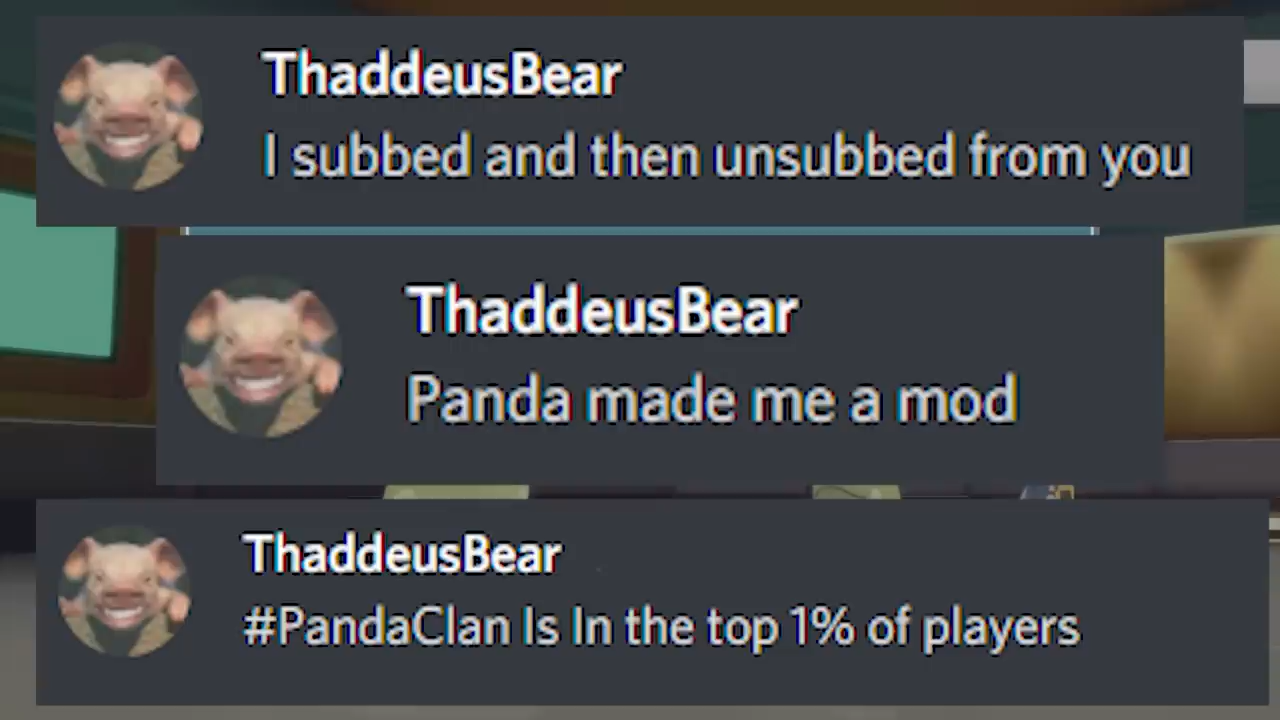 ThaddeusBear
I subbed and then unsubbed from you
ThaddeusBear
Panda made me a mod
ThaddeusBear
#PandaClan Is In the top 1% of players